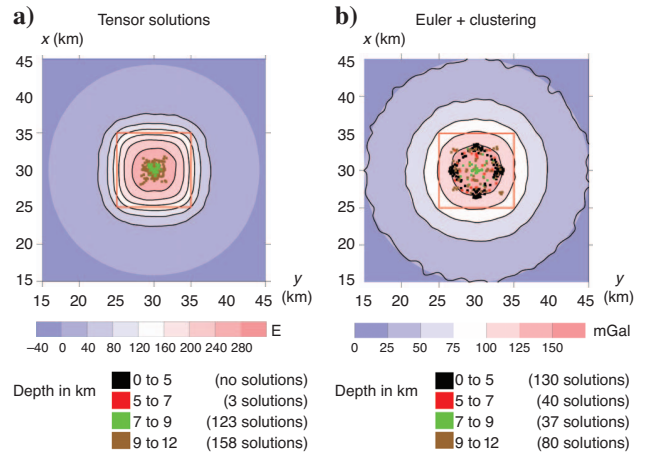 a) Tensor solutions
x (km)
45
40
35
30
25
20
15
15 20 25 30 35 40 45
y
(km)
E
–40 0 40 80 120 160 200 240 280
Depth in km
0 to 5 (no solutions)
5 to 7 (3 solutions)
7 to 9 (123 solutions)
9 to 12 (158 solutions)
b) Euler + clustering
x (km)
45
40
35
30
25
20
15
15 20 25 30 35 40 45
y
(km)
mGal
0 25 50 75 100 125 150
Depth in km
0 to 5 (130 solutions)
5 to 7 (40 solutions)
7 to 9 (37 solutions)
9 to 12 (80 solutions)